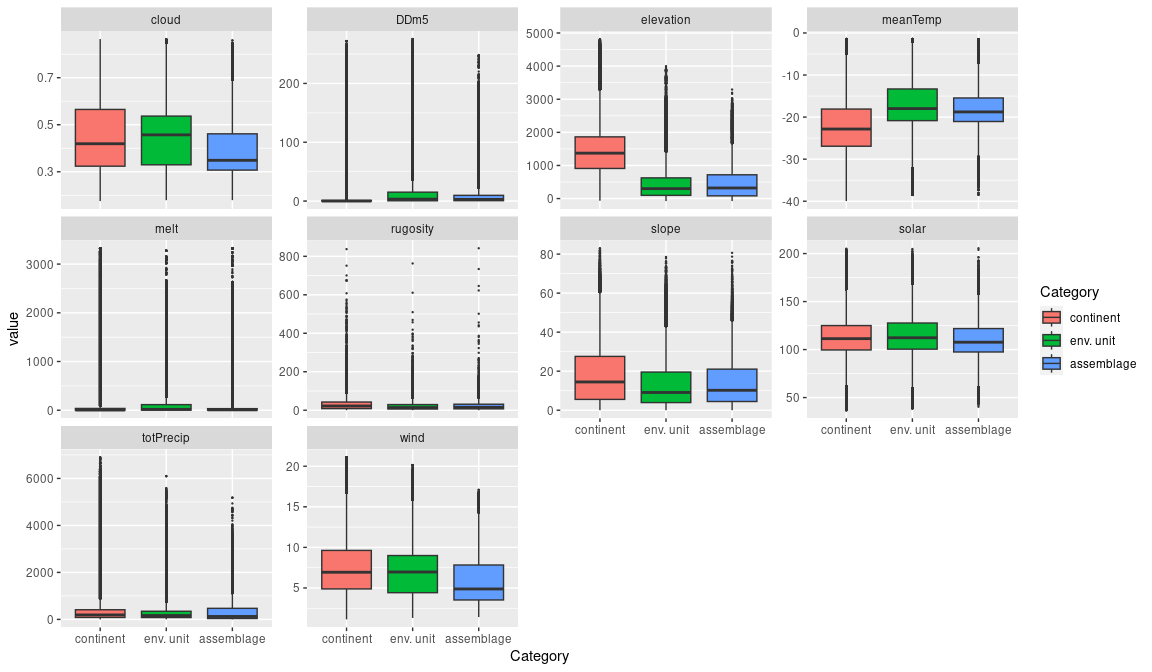 cloud
DDm5
elevation
meanTemp
0.7
0.5
0.3
200
100
0
5000
4000
3000
2000
1000
0
0
-10
-20
-30
-40
melt
rugosity
slope
solar
3000
2000
1000
0
800
600
400
200
0
80
60
40
20
0
200
150
100
50
continent env. unit assemblage
continent env. unit assemblage
totPrecip
wind
6000
4000
2000
0
20
15
10
5
continent env. unit assemblage
continent env. unit assemblage
value
Category
Category
continent
env. unit
assemblage